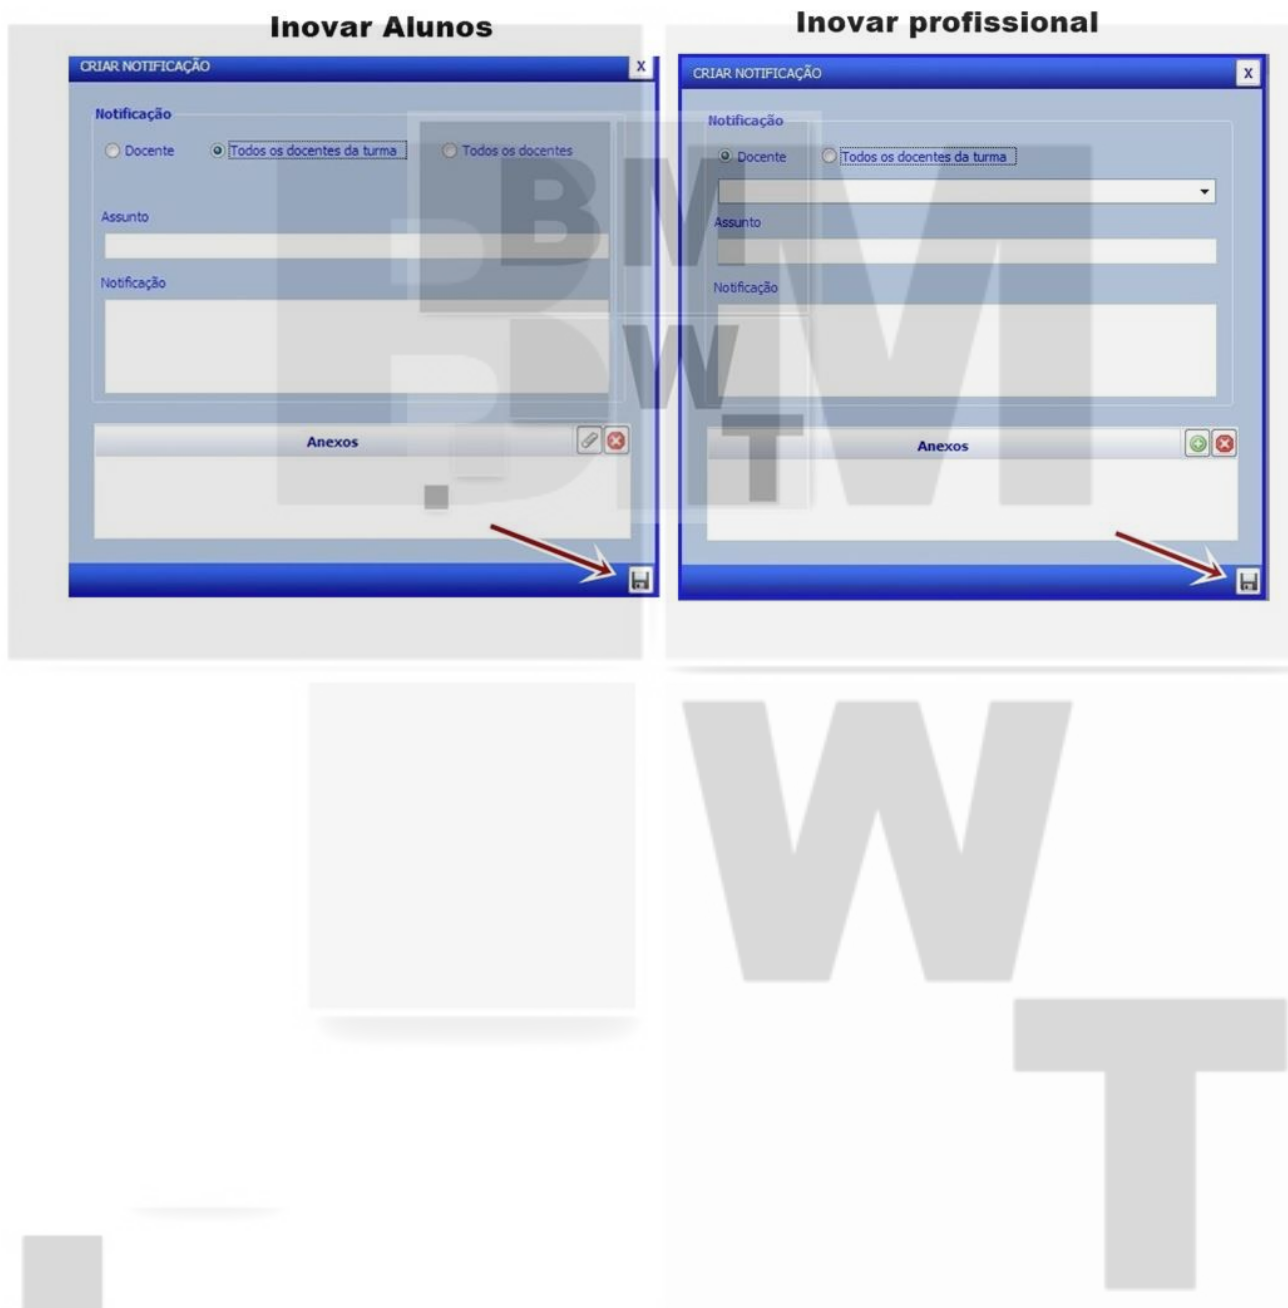 Inovar Alunos
CRIAR NOTIFICAÇÃO X
Notificação
Docente Todos os docentes da turma Todos os docentes
Assunto
Notificação
Anexos
Inovar profissional
CRIAR NOTIFICAÇÃO X
Notificação
Docente Todos os docentes da turma
Assunto
Notificação
Anexos
BM
W
T
BM
W
T